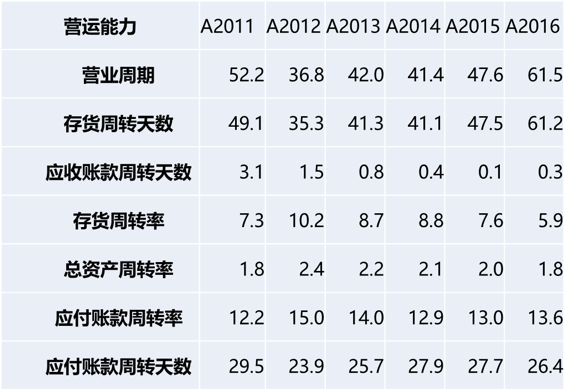 营运能力 A2011 A2012 A2013 A2014 A2015 A2016
营业周期 52.2 36.8 42.0 41.4 47.6 61.5
存货周转天数 49.1 35.3 41.3 41.1 47.5 61.2
应收账款周转天数 3.1 1.5 0.8 0.4 0.1 0.3
存货周转率 7.3 10.2 8.7 8.8 7.6 5.9
总资产周转率 1.8 2.4 2.2 2.1 2.0 1.8
应付账款周转率 12.2 15.0 14.0 12.9 13.0 13.6
应付账款周转天数 29.5 23.9 25.7 27.9 27.7 26.4